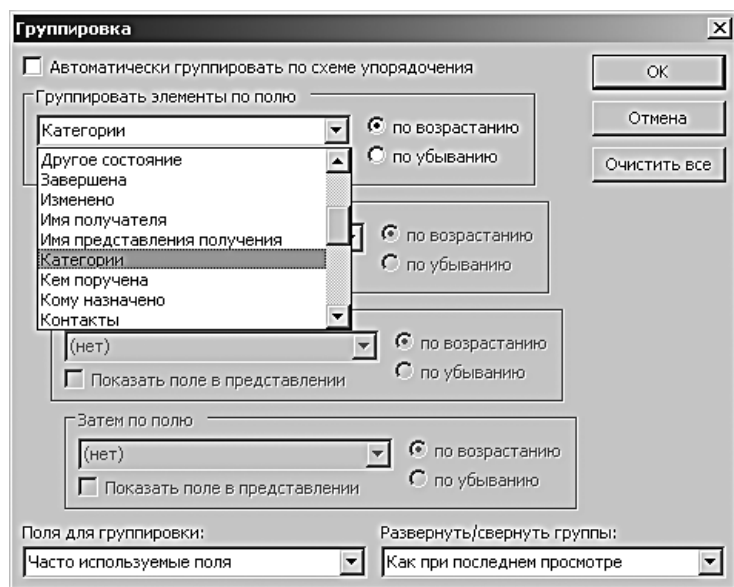 Группировка
Автоматически группировать по схеме упорядочения
OK
Группировать элементы по полю
Категории
по возрастанию
Отмена
по убыванию
Очистить все
Другое состояние
Завершена
Изменено
Имя получателя
Имя представления получения
по возрастанию
Категории
по убыванию
Кем поручена
Кому назначено
Контакты
(нет)
по возрастанию
Показать поле в представлении
по убыванию
Затем по полю
(нет)
по возрастанию
Показать поле в представлении
по убыванию
Поля для группировки:
Развернуть/свернуть группы:
Часто используемые поля
Как при последнем просмотре